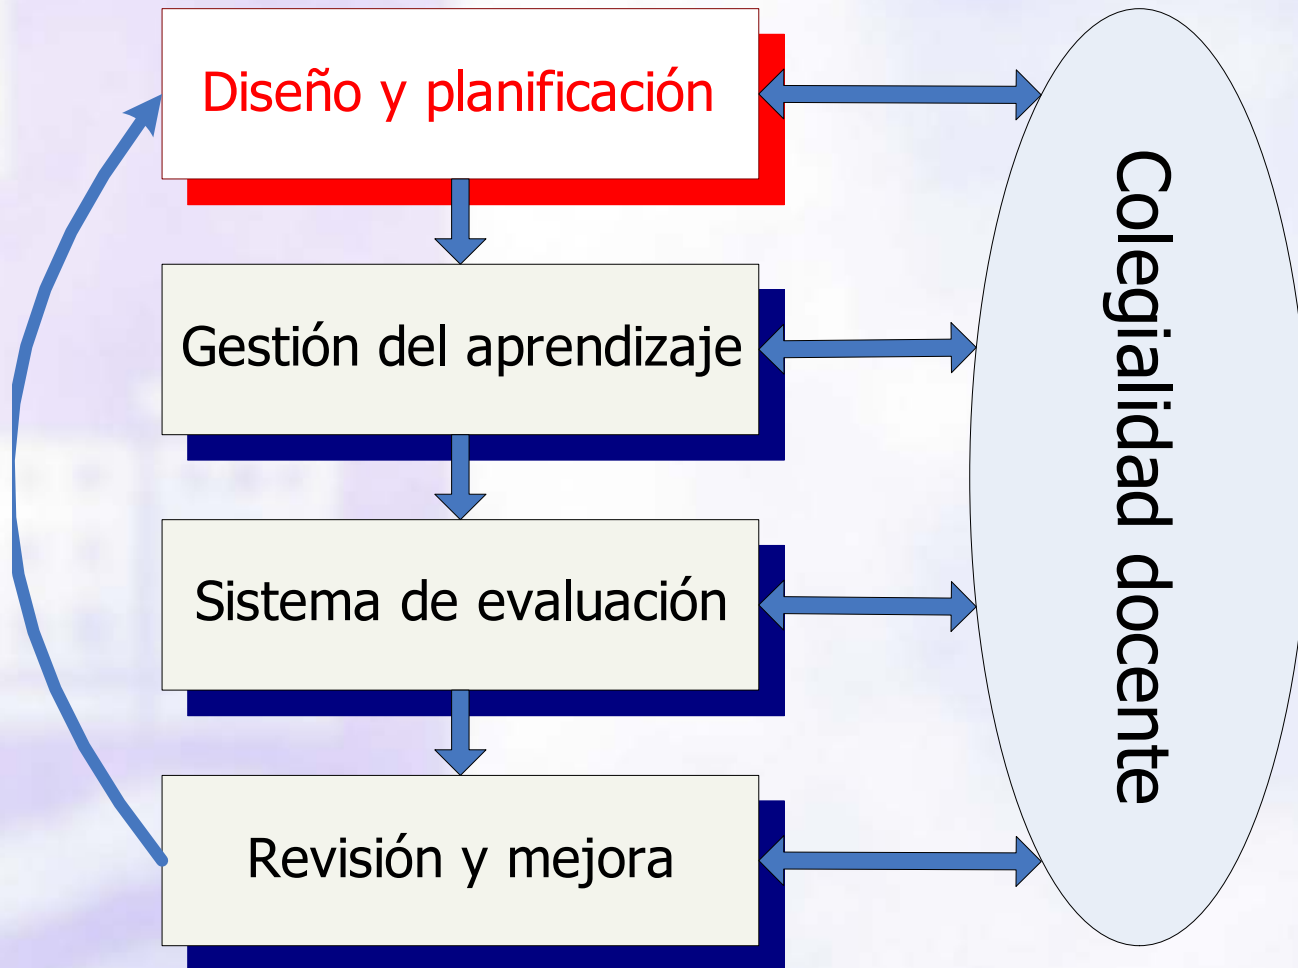 Diseño y planificación
Gestión del aprendizaje
Sistema de evaluación
Revisión y mejora
Colegialidad docente